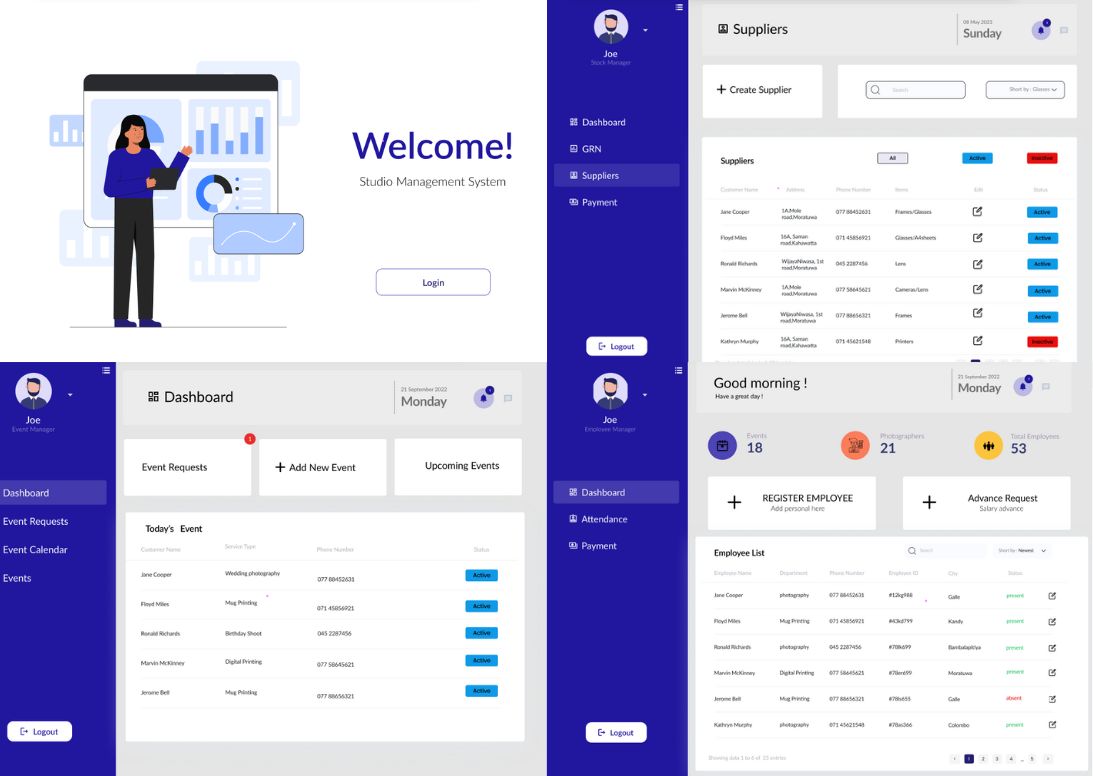 Welcome!
Studio Management System
Login
Joe
Stock Manager
Dashboard
GRN
Suppliers
Payment
Logout
Suppliers
08 May 2023
Sunday
+ Create Supplier
Search
Short by : Glasses
Suppliers
All
Active
Inactive
Customer Name Address Phone Number Items Edit Status
Jane Cooper 1A,Mole road,Moratuwa 077 88452631 Frames/Glasses Active
Floyd Miles 16A, Saman road,Kahawatta 071 45856921 Glasses/A4sheets Active
Ronald Richards WijayaNiwasa, 1st road,Moratuwa 045 2287456 Lens Active
Marvin McKinney 16A,Mole road,Moratuwa 077 58645621 Cameras/Lens Active
Jerome Bell WijayaNiwasa, 1st road,Moratuwa 077 88656321 Frames Active
Kathryn Murphy 16A, Saman road,Kahawatta 071 45621548 Printers Inactive
Joe
Event Manager
Dashboard
Event Requests
Event Calendar
Events
Logout
Dashboard
21 September 2022
Monday
Event Requests
1
+ Add New Event
Upcoming Events
Today's Event
Customer Name Service Type Phone Number Status
Jane Cooper Wedding photography 077 88452631 Active
Floyd Miles Mug Printing 071 45856921 Active
Ronald Richards Birthday Shoot 045 2287456 Active
Marvin McKinney Digital Printing 077 58645621 Active
Jerome Bell Mug Printing 077 88656321 Active
Joe
Employee Manager
Dashboard
Attendance
Payment
Logout
Good morning !
Have a great day !
21 September 2022
Monday
Events
18
Photographers
21
Total Employees
53
+ REGISTER EMPLOYEE
Add personal here
+ Advance Request
Salary advance
Employee List
Search
Short by : Newest
Employee Name Department Phone Number Employee ID City Status
Jane Cooper photography 077 88452631 #12kg988 Galle present
Floyd Miles Mug Printing 071 45856921 #43kd799 Kandy present
Ronald Richards photography 045 2287456 #78lk699 Bambalapitiya present
Marvin McKinney Digital Printing 077 58645621 #78er699 Moratuwa present
Jerome Bell Mug Printing 077 88656321 #78ls655 Galle absent
Kathryn Murphy photography 071 45621548 #78as366 Colombo present
Showing data 1 to 6 of 25 entries
< 1 2 3 4 ... 5 >